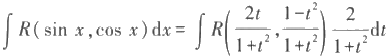 ∫ R( sin x , cos x ) dx = ∫ R( 2t/(1+t²) , (1−t²)/(1+t²) ) 2/(1+t²) dt